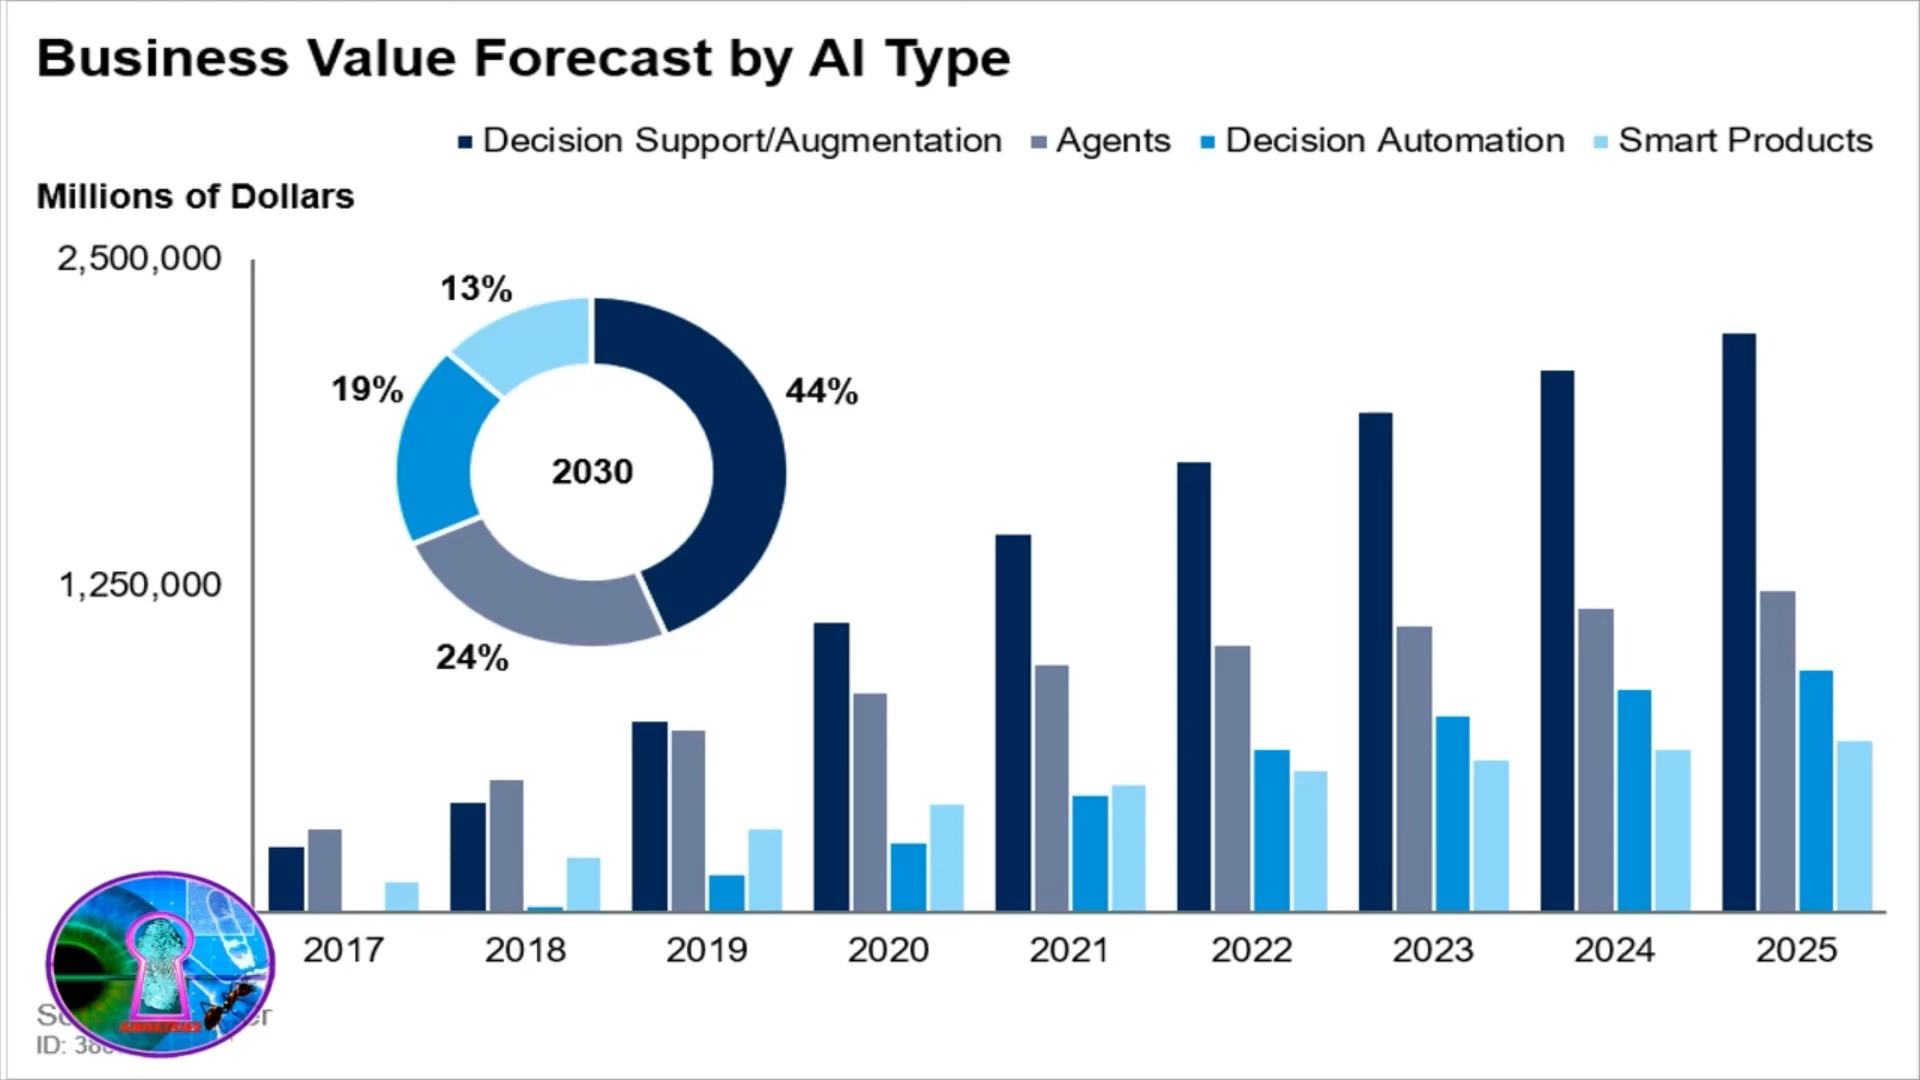 Business Value Forecast by AI Type
Decision Support/Augmentation Agents Decision Automation Smart Products
Millions of Dollars
2,500,000
13%
19%
44%
2030
1,250,000
24%
2017 2018 2019 2020 2021 2022 2023 2024 2025
ID: